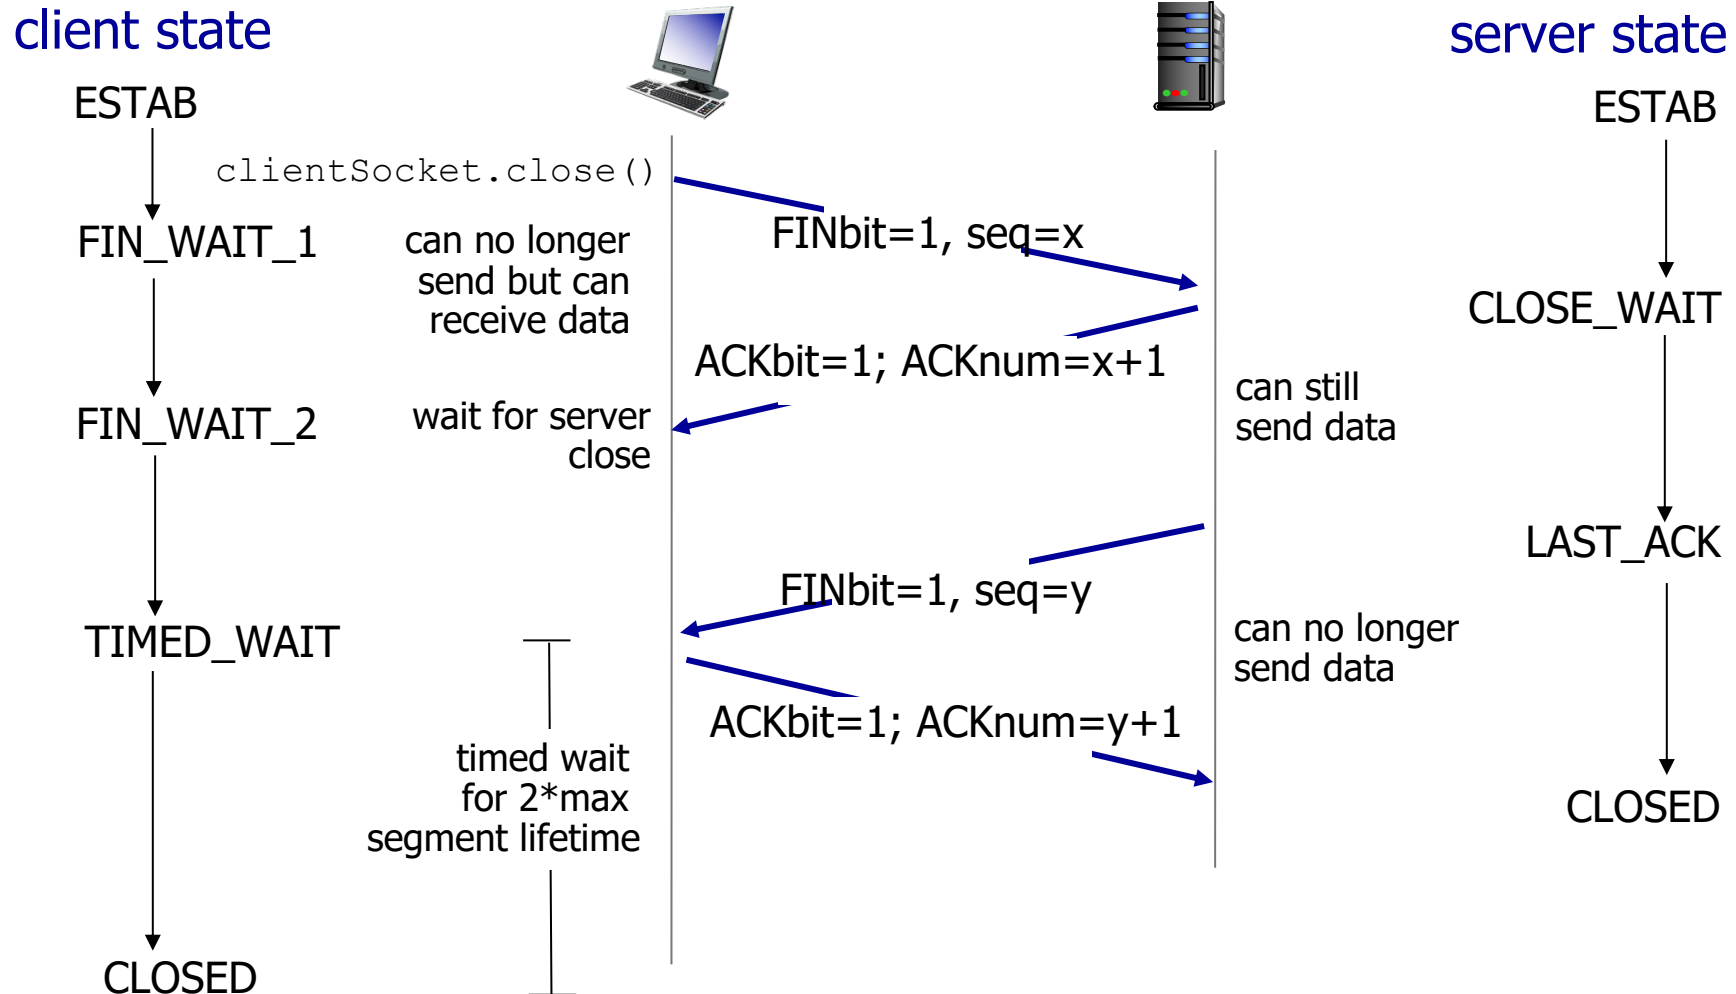 client state
server state
ESTAB
ESTAB
clientSocket.close()
FIN_WAIT_1
can no longer
send but can
receive data
FINbit=1, seq=x
CLOSE_WAIT
ACKbit=1; ACKnum=x+1
can still
send data
FIN_WAIT_2
wait for server
close
LAST_ACK
FINbit=1, seq=y
TIMED_WAIT
can no longer
send data
ACKbit=1; ACKnum=y+1
timed wait
for 2*max
segment lifetime
CLOSED
CLOSED